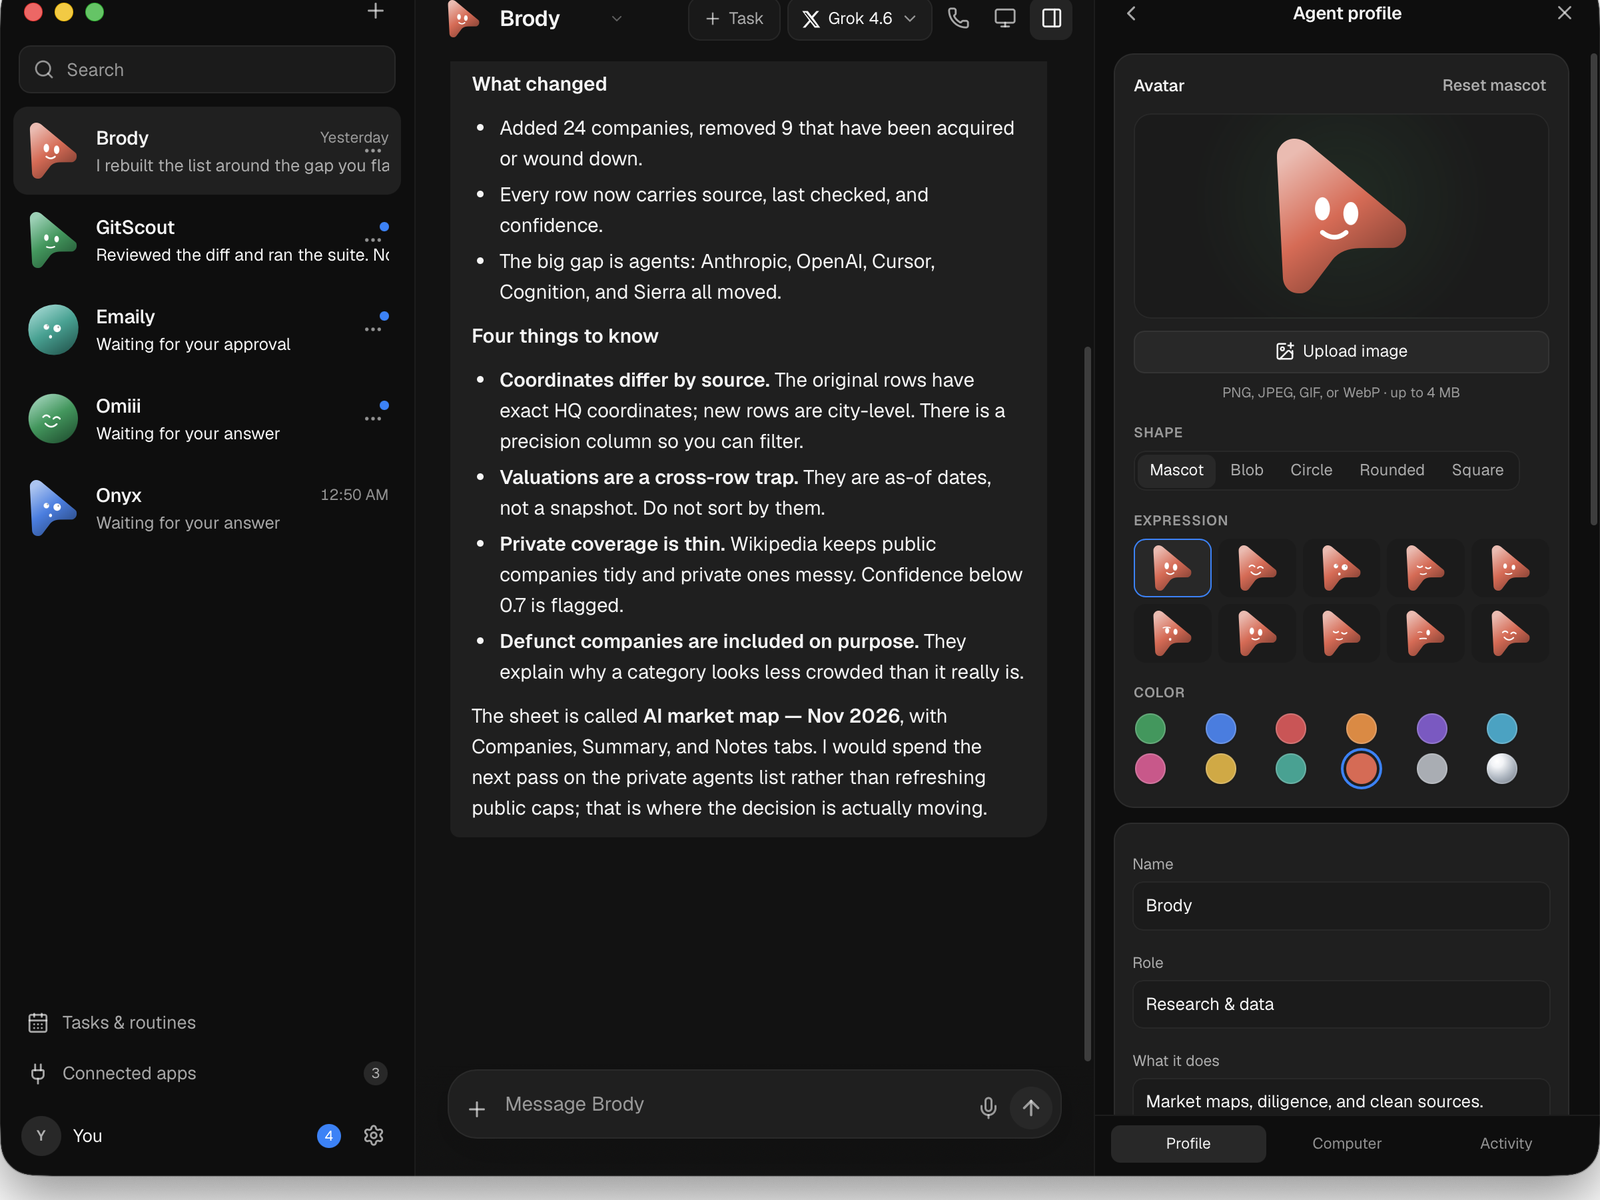 Search
Brody
Yesterday
I rebuilt the list around the gap you fla
GitScout
Reviewed the diff and ran the suite. No
Emaily
Waiting for your approval
Omiii
Waiting for your answer
Onyx
12:50 AM
Waiting for your answer
Tasks & routines
Connected apps
3
Y
You
4
Brody
Task
Grok 4.6
What changed
Added 24 companies, removed 9 that have been acquired
or wound down.
Every row now carries source, last checked, and
confidence.
The big gap is agents: Anthropic, OpenAI, Cursor,
Cognition, and Sierra all moved.
Four things to know
Coordinates differ by source. The original rows have
exact HQ coordinates; new rows are city-level. There is a
precision column so you can filter.
Valuations are a cross-row trap. They are as-of dates,
not a snapshot. Do not sort by them.
Private coverage is thin. Wikipedia keeps public
companies tidy and private ones messy. Confidence below
0.7 is flagged.
Defunct companies are included on purpose. They
explain why a category looks less crowded than it really is.
The sheet is called AI market map — Nov 2026, with
Companies, Summary, and Notes tabs. I would spend the
next pass on the private agents list rather than refreshing
public caps; that is where the decision is actually moving.
Message Brody
Agent profile
Avatar
Reset mascot
Upload image
PNG, JPEG, GIF, or WebP · up to 4 MB
SHAPE
Mascot
Blob
Circle
Rounded
Square
EXPRESSION
COLOR
Name
Brody
Role
Research & data
What it does
Market maps, diligence, and clean sources.
Profile
Computer
Activity